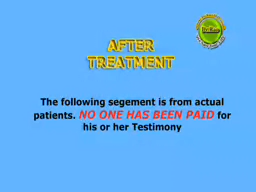 AFTER
TREATMENT
The following segement is from actual
patients. NO ONE HAS BEEN PAID for
his or her Testimony